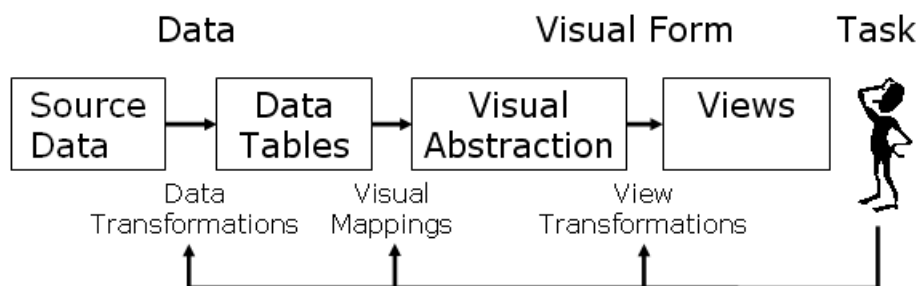 Data
Visual Form
Task
Source
Data
Data
Tables
Visual
Abstraction
Views
Data
Transformations
Visual
Mappings
View
Transformations